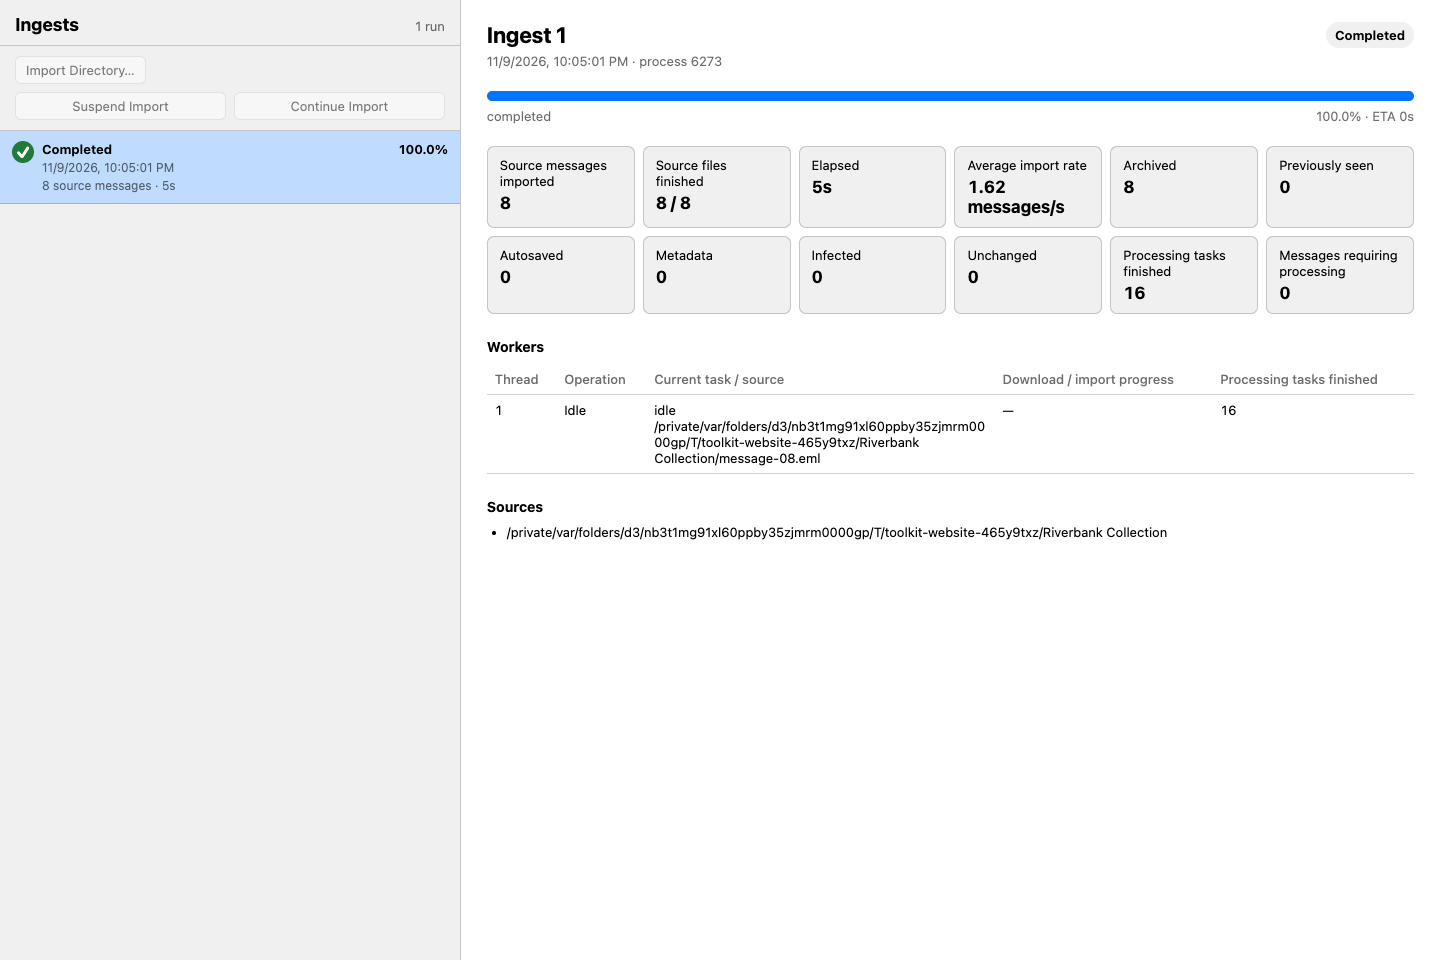 Ingests
1 run
Import Directory...
Suspend Import
Continue Import
Completed
100.0%
11/9/2026, 10:05:01 PM
8 source messages · 5s
Ingest 1
Completed
11/9/2026, 10:05:01 PM · process 6273
completed
100.0% · ETA 0s
Source messages
imported
8
Source files
finished
8 / 8
Elapsed
5s
Average import rate
1.62
messages/s
Archived
8
Previously seen
0
Autosaved
0
Metadata
0
Infected
0
Unchanged
0
Processing tasks
finished
16
Messages requiring
processing
0
Workers
Thread
Operation
Current task / source
Download / import progress
Processing tasks finished
1
Idle
idle
/private/var/folders/d3/nb3t1mg91xl60ppby35zjmrm00
00gp/T/toolkit-website-465y9txz/Riverbank
Collection/message-08.eml
—
16
Sources
• /private/var/folders/d3/nb3t1mg91xl60ppby35zjmrm0000gp/T/toolkit-website-465y9txz/Riverbank Collection